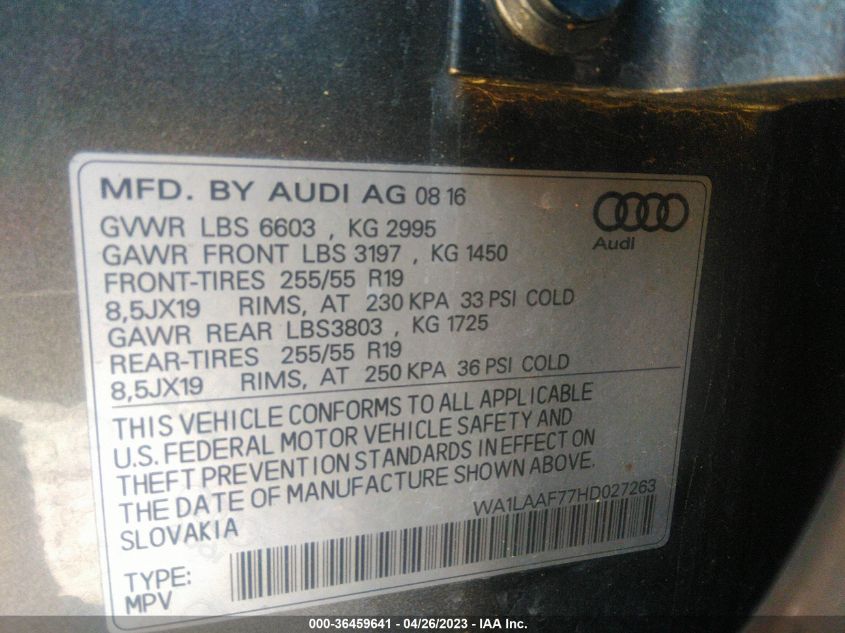 MFD. BY AUDI AG 08 16
GVWR LBS 6603 , KG 2995
GAWR FRONT LBS 3197 , KG 1450
FRONT-TIRES 255/55 R19
8,5JX19 RIMS, AT 230 KPA 33 PSI COLD
GAWR REAR LBS3803 , KG 1725
REAR-TIRES 255/55 R19
8,5JX19 RIMS, AT 250 KPA 36 PSI COLD
Audi
THIS VEHICLE CONFORMS TO ALL APPLICABLE
U.S. FEDERAL MOTOR VEHICLE SAFETY AND
THEFT PREVENTION STANDARDS IN EFFECT ON
THE DATE OF MANUFACTURE SHOWN ABOVE.
SLOVAKIA
WA1LAAF77HD027263
TYPE:
MPV
000-36459641 - 04/26/2023 - IAA Inc.